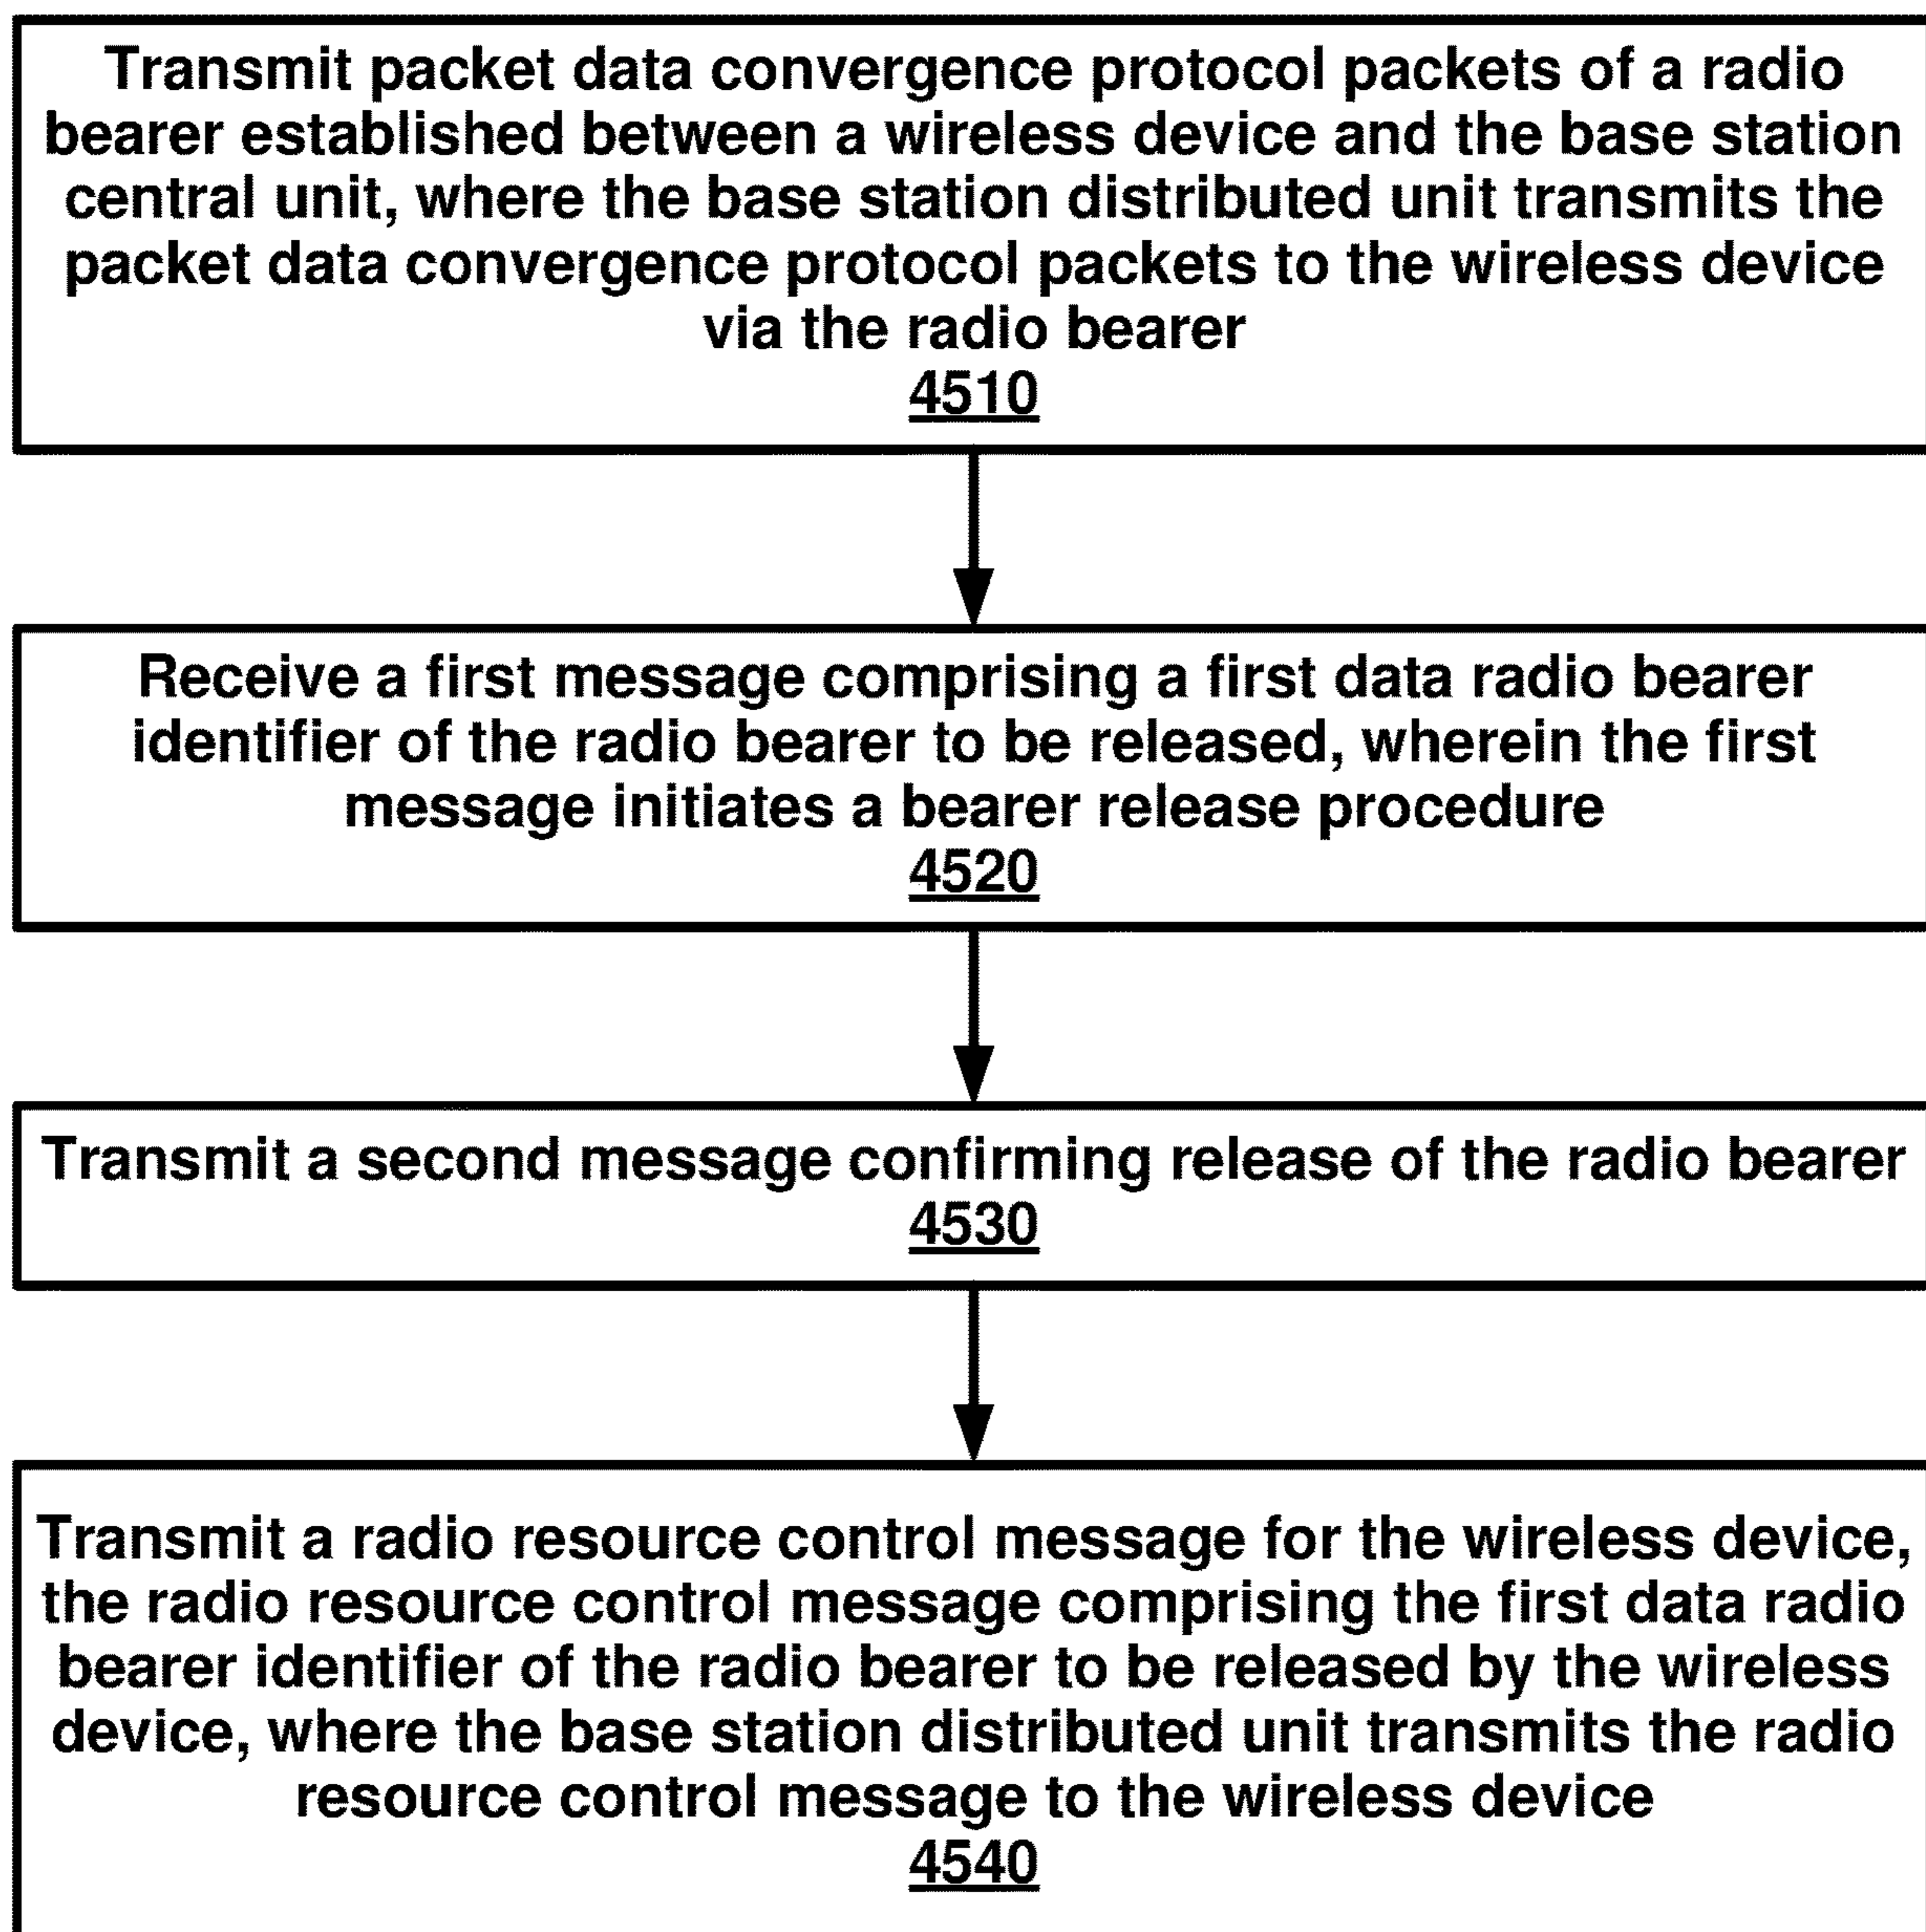 Transmit packet data convergence protocol packets of a radio
bearer established between a wireless device and the base station
central unit, where the base station distributed unit transmits the
packet data convergence protocol packets to the wireless device
via the radio bearer
4510
Receive a first message comprising a first data radio bearer
identifier of the radio bearer to be released, wherein the first
message initiates a bearer release procedure
4520
Transmit a second message confirming release of the radio bearer
4530
Transmit a radio resource control message for the wireless device,
the radio resource control message comprising the first data radio
bearer identifier of the radio bearer to be released by the wireless
device, where the base station distributed unit transmits the radio
resource control message to the wireless device
4540